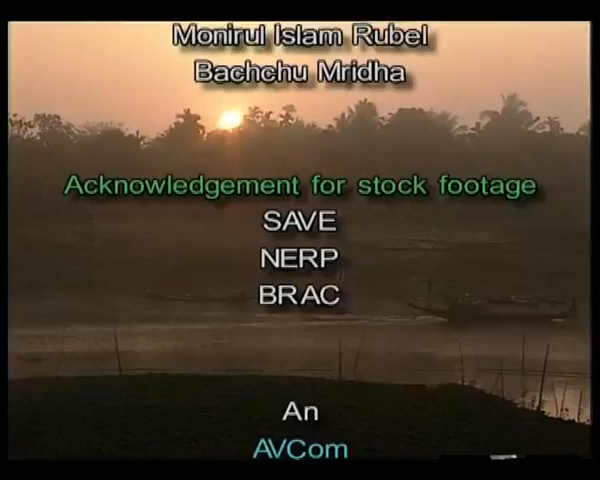 Monirul Islam Rubel
Bachchu Mridha
Acknowledgement for stock footage
SAVE
NERP
BRAC
An
AVCom